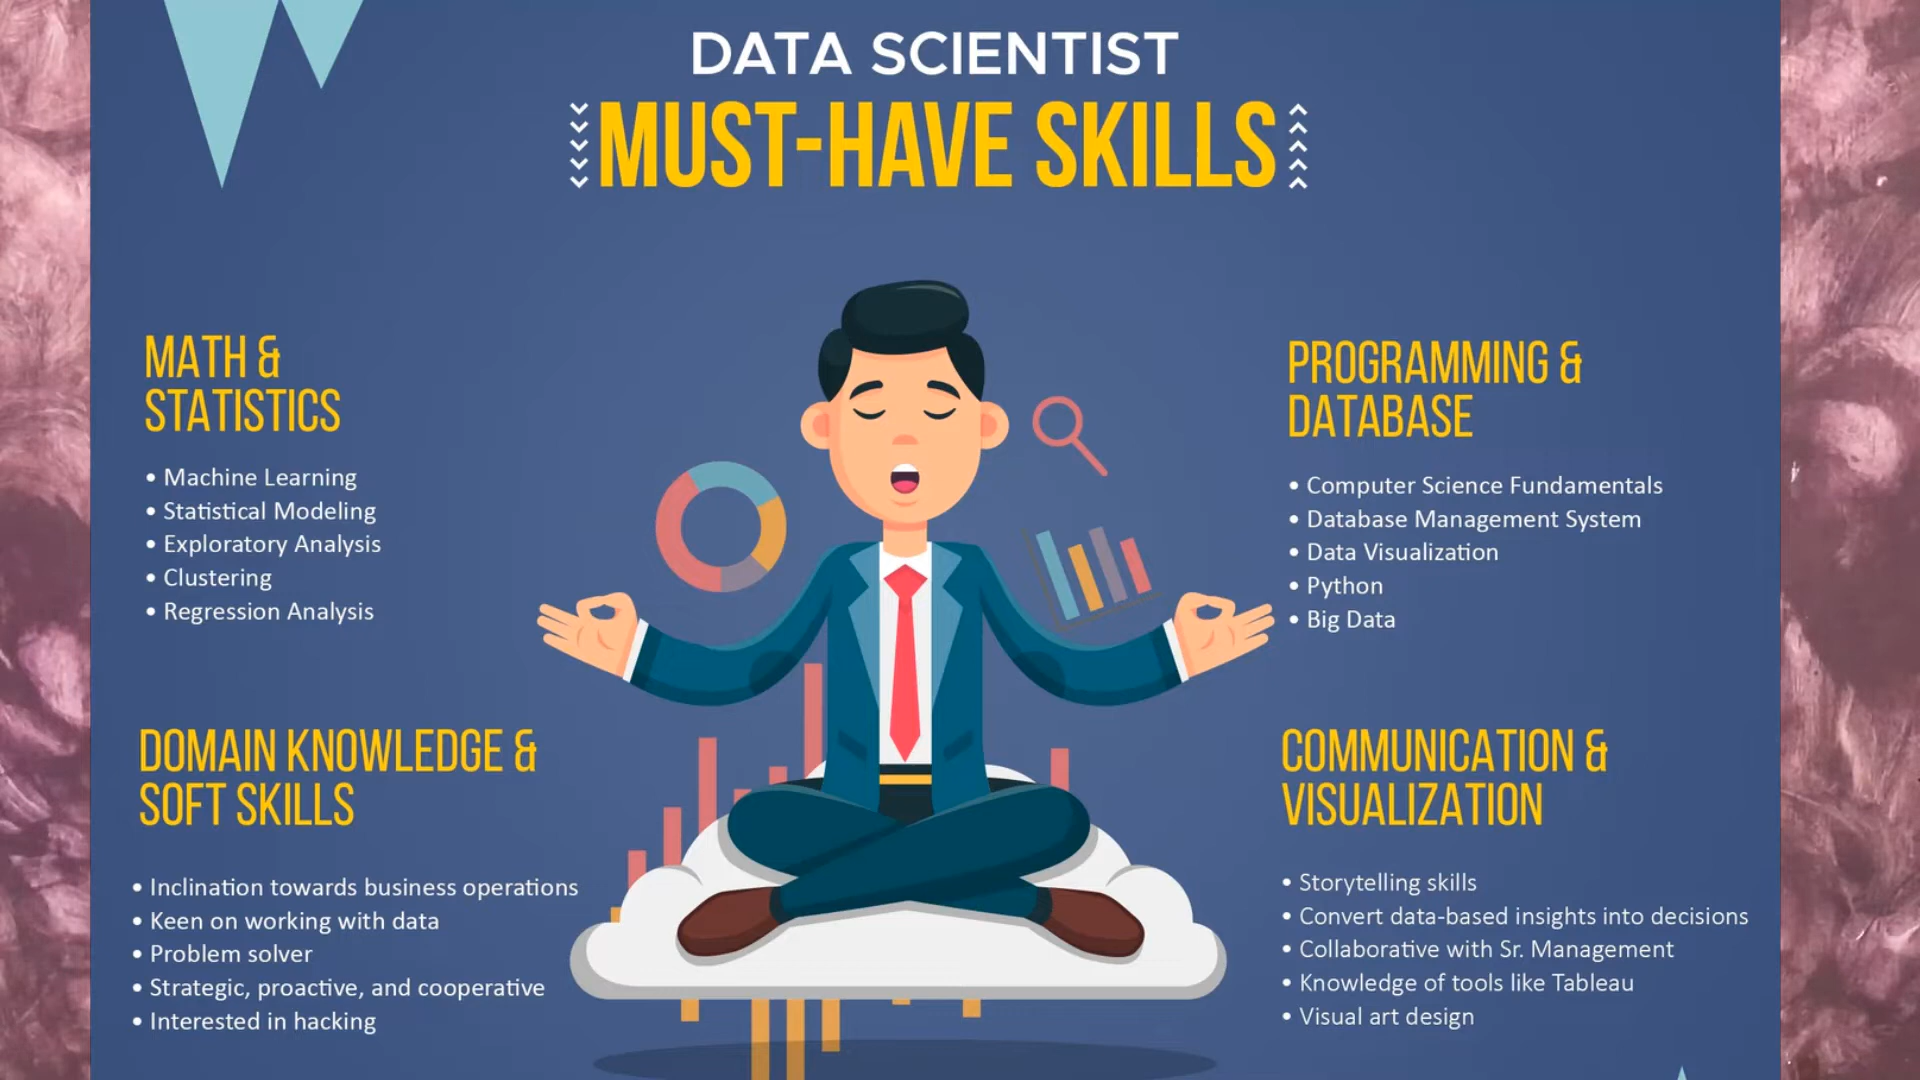 DATA SCIENTIST
MUST-HAVE SKILLS
MATH &
STATISTICS
• Machine Learning
• Statistical Modeling
• Exploratory Analysis
• Clustering
• Regression Analysis
PROGRAMMING &
DATABASE
• Computer Science Fundamentals
• Database Management System
• Data Visualization
• Python
• Big Data
DOMAIN KNOWLEDGE &
SOFT SKILLS
• Inclination towards business operations
• Keen on working with data
• Problem solver
• Strategic, proactive, and cooperative
• Interested in hacking
COMMUNICATION &
VISUALIZATION
• Storytelling skills
• Convert data-based insights into decisions
• Collaborative with Sr. Management
• Knowledge of tools like Tableau
• Visual art design